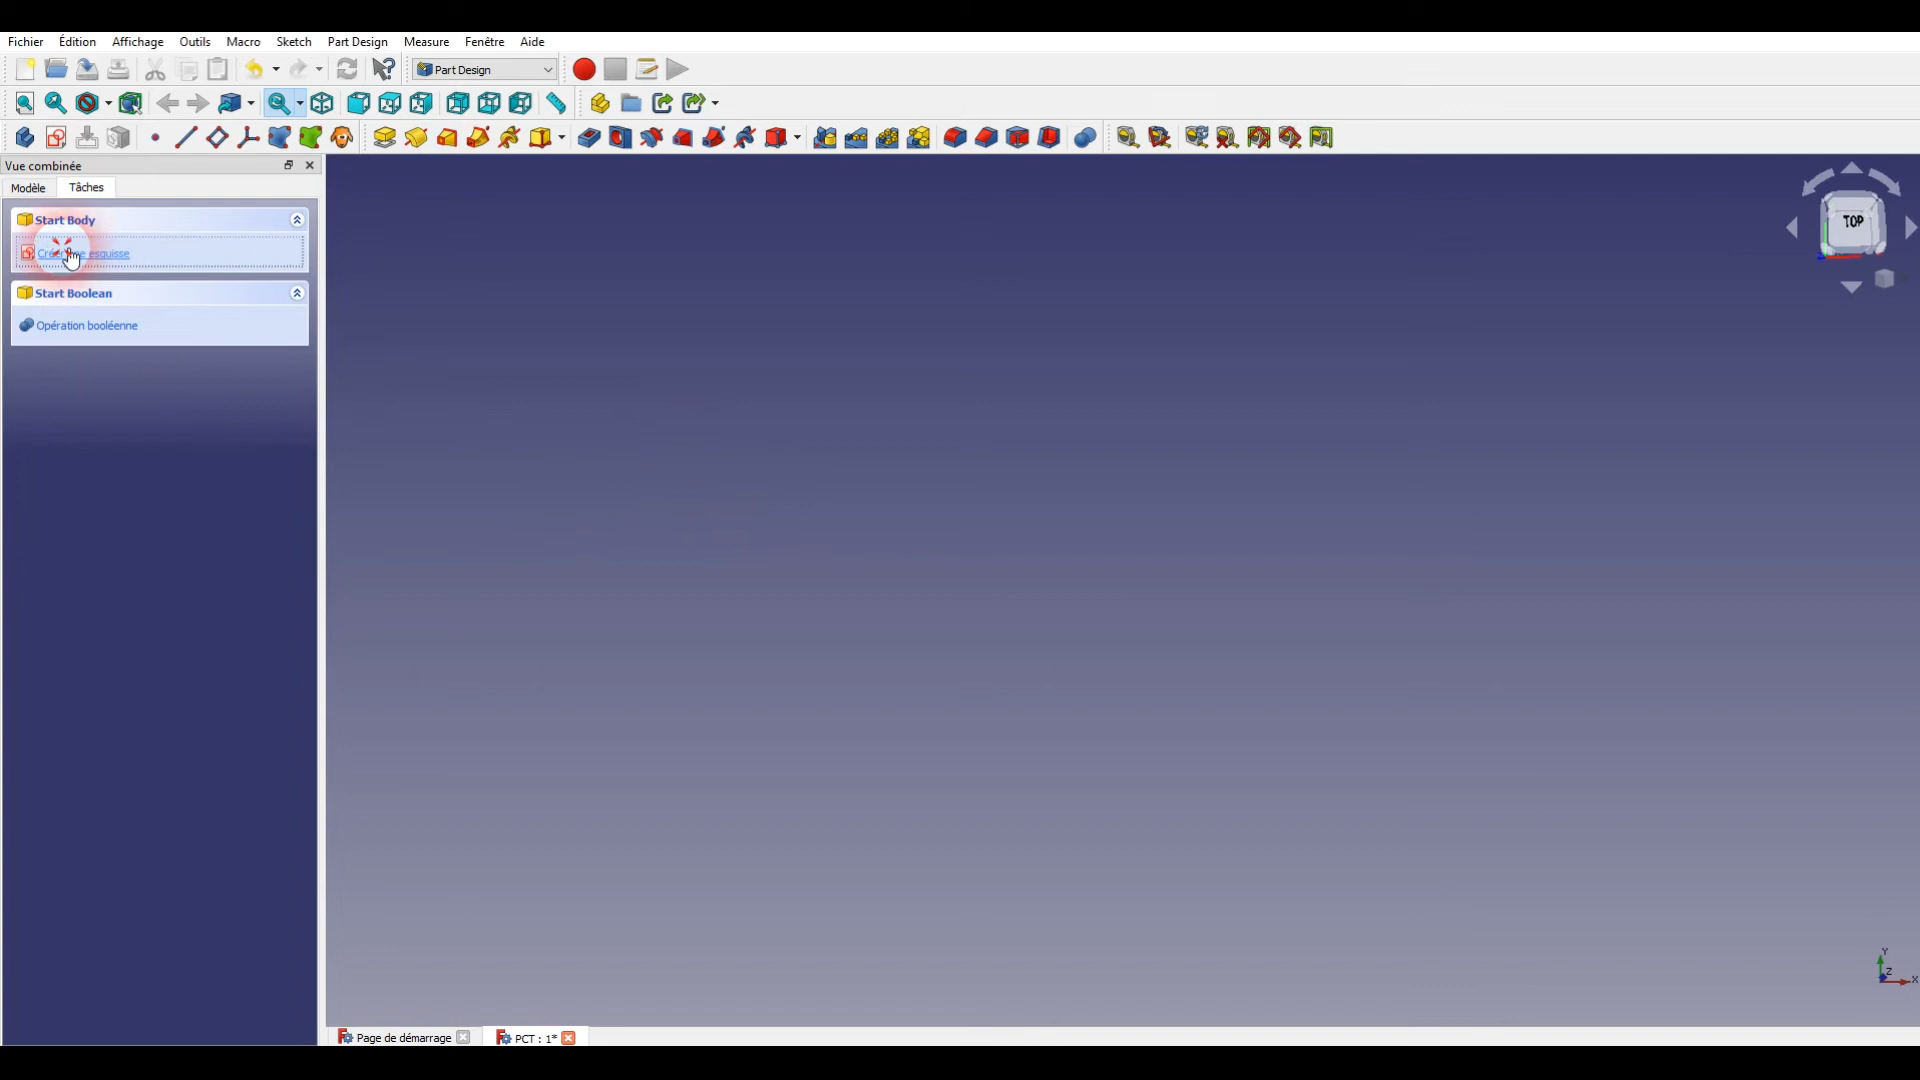 Fichier Édition Affichage Outils Macro Sketch Part Design Measure Fenêtre Aide
Part Design
Vue combinée
Modèle Tâches
Start Body
esquisse
Start Boolean
Opération booléenne
TOP
Y
Z
X
Page de démarrage PCT : 1*